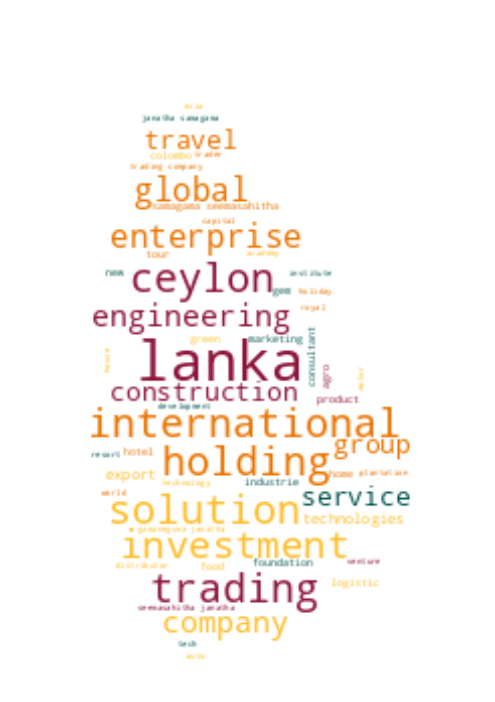 asia
janatha samagama
travel
colombo trader
trading company
global
samagama seemasahitha
capital
enterprise
tour academy
new ceylon institute
gem holiday
royal
engineering
green marketing
consultant
house
lanka
agro
motor
construction
product
development
international
group
resort hotel
holding
home plantation
export
technology industrie
world
service
solution
technologies
ganaregawa janatha
investment
foundation venture
distributor food
trading
logistic
seemasahitha janatha
company
tech
auto